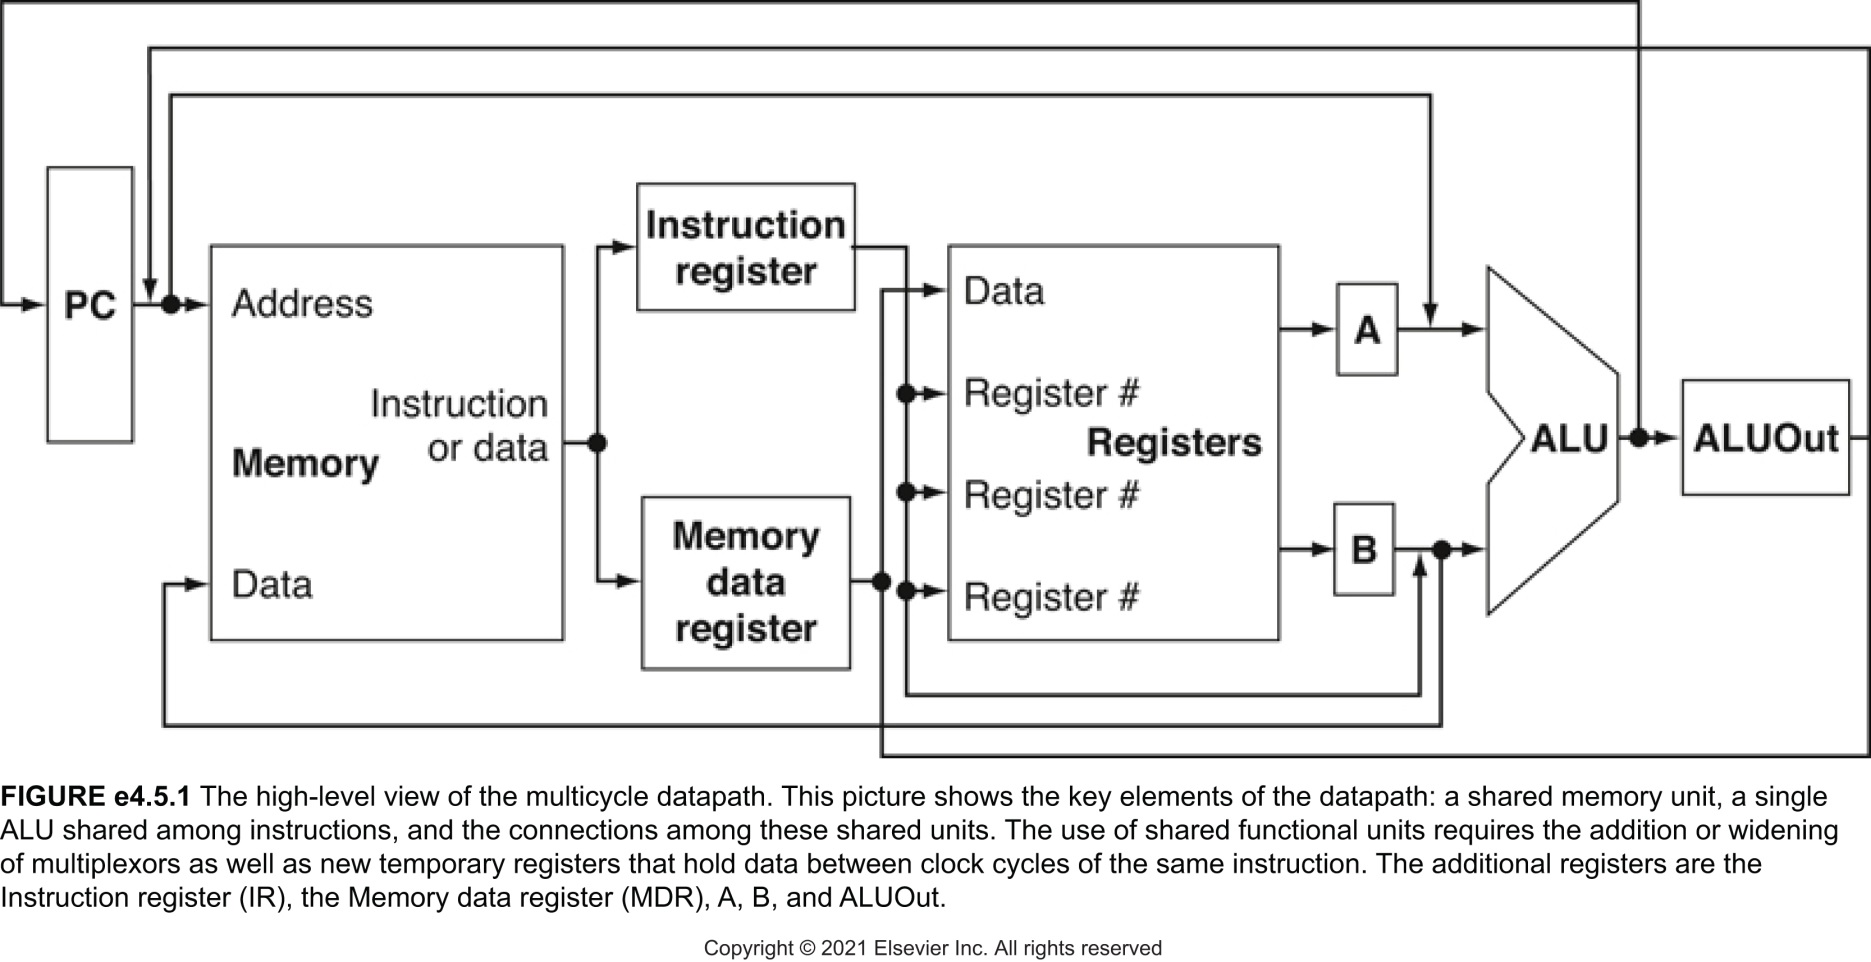 PC
Address
Instruction
or data
Memory
Data
Instruction
register
Memory
data
register
Data
Register #
Registers
Register #
Register #
A
B
ALU
ALUOut
FIGURE e4.5.1 The high-level view of the multicycle datapath. This picture shows the key elements of the datapath: a shared memory unit, a single
ALU shared among instructions, and the connections among these shared units. The use of shared functional units requires the addition or widening
of multiplexors as well as new temporary registers that hold data between clock cycles of the same instruction. The additional registers are the
Instruction register (IR), the Memory data register (MDR), A, B, and ALUOut.
Copyright © 2021 Elsevier Inc. All rights reserved